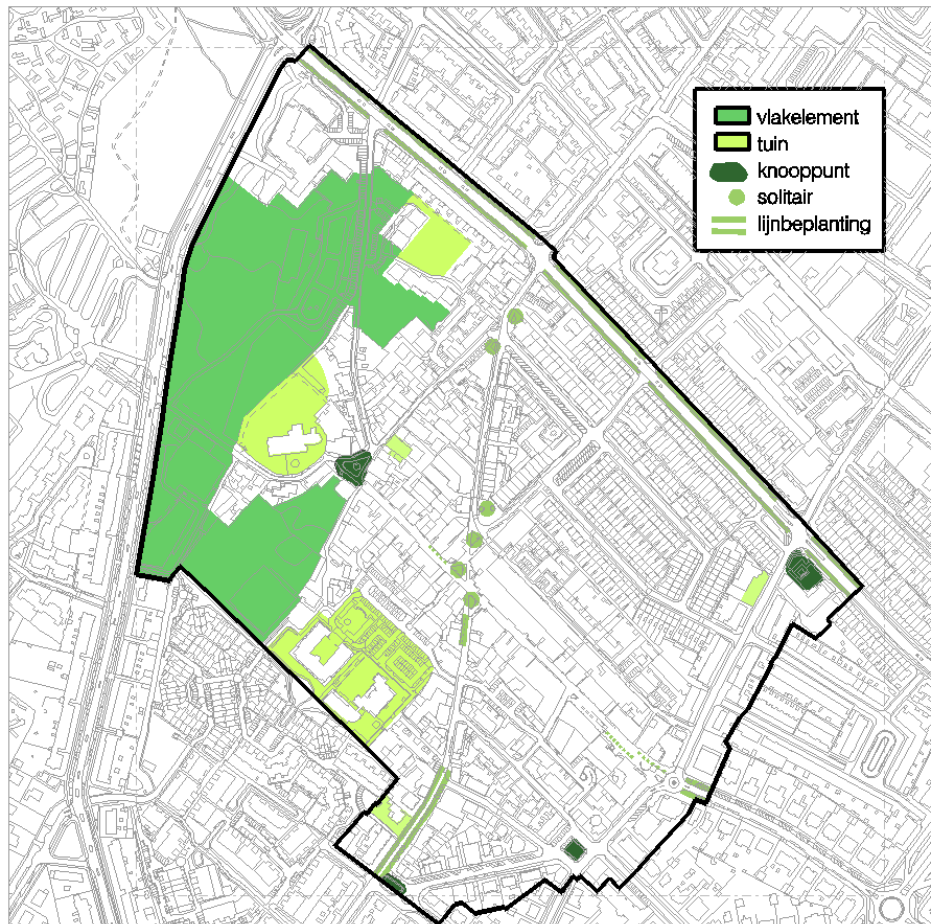 vlakelement
tuin
knooppunt
solitair
lijnbeplanting